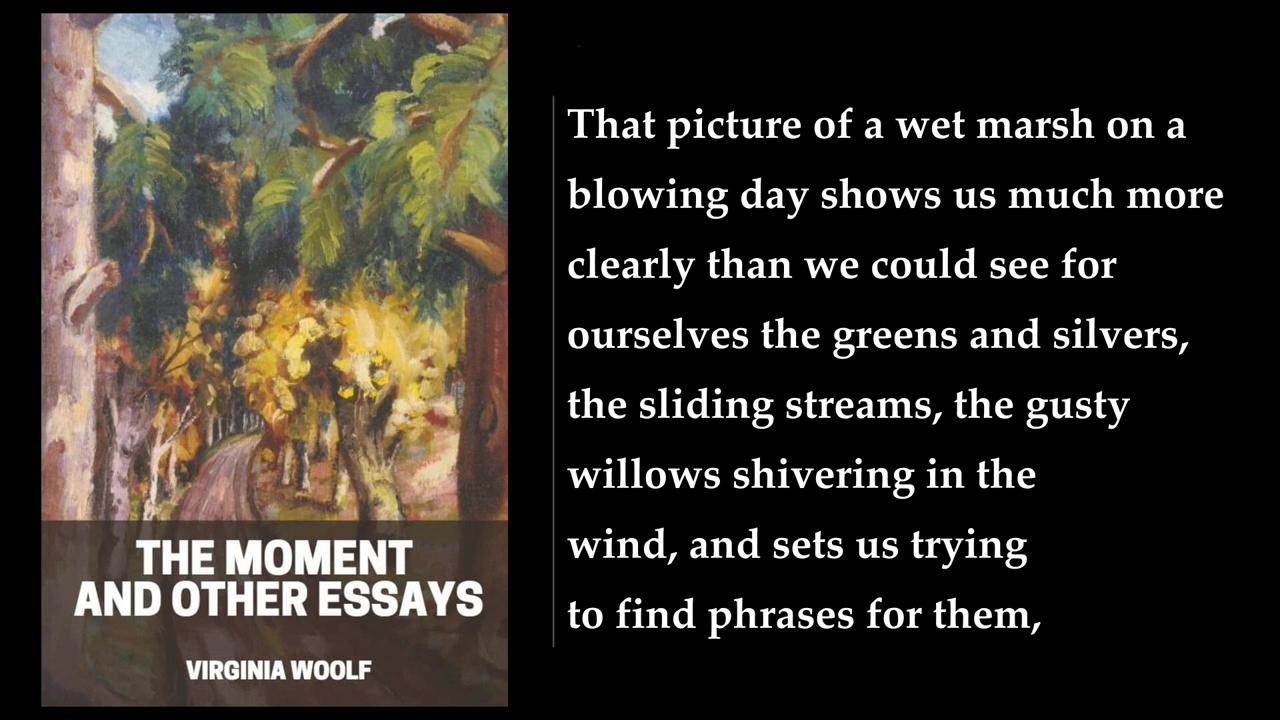 THE MOMENT
AND OTHER ESSAYS
VIRGINIA WOOLF
That picture of a wet marsh on a
blowing day shows us much more
clearly than we could see for
ourselves the greens and silvers,
the sliding streams, the gusty
willows shivering in the
wind, and sets us trying
to find phrases for them,